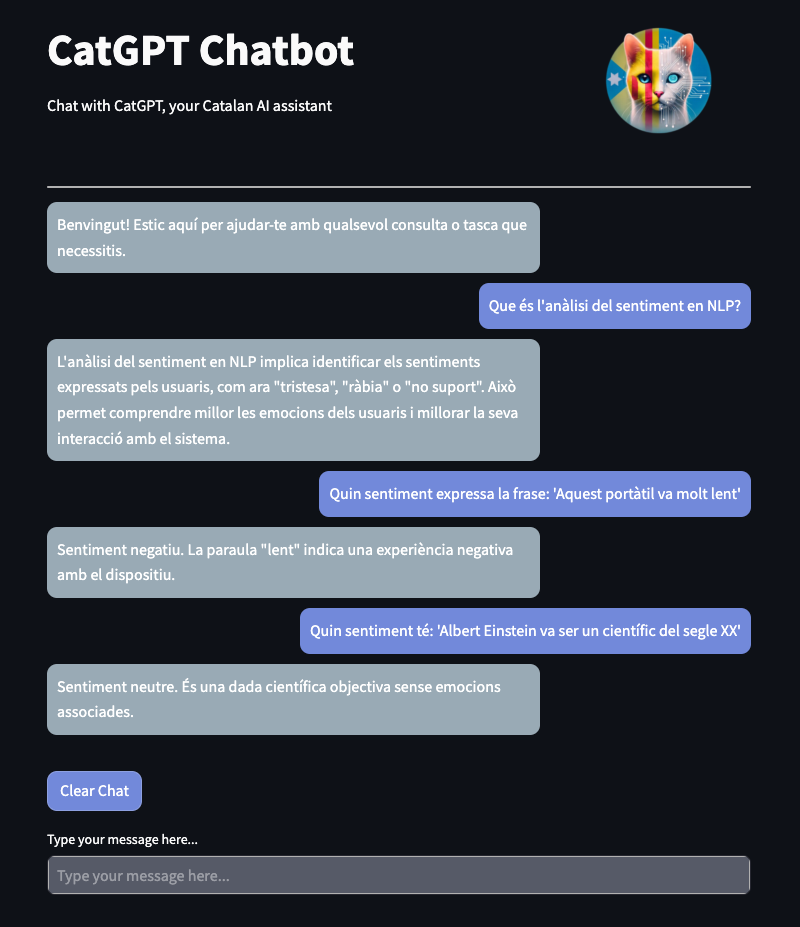 CatGPT Chatbot
Chat with CatGPT, your Catalan AI assistant
Benvingut! Estic aquí per ajudar-te amb qualsevol consulta o tasca que
necessitis.
Que és l'anàlisi del sentiment en NLP?
L'anàlisi del sentiment en NLP implica identificar els sentiments
expressats pels usuaris, com ara "tristesa", "ràbia" o "no suport". Això
permet comprendre millor les emocions dels usuaris i millorar la seva
interacció amb el sistema.
Quin sentiment expressa la frase: 'Aquest portàtil va molt lent'
Sentiment negatiu. La paraula "lent" indica una experiència negativa
amb el dispositiu.
Quin sentiment té: 'Albert Einstein va ser un científic del segle XX'
Sentiment neutre. És una dada científica objectiva sense emocions
associades.
Clear Chat
Type your message here...
Type your message here...